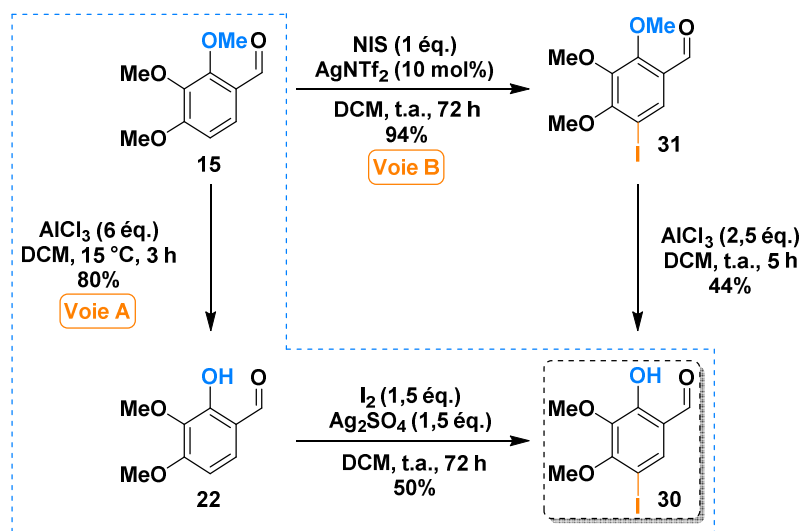 OMe
O
MeO
MeO
15
NIS (1 éq.)
AgNTf2 (10 mol%)
DCM, t.a., 72 h
94%
Voie B
OMe
O
MeO
MeO
I
31
AlCl3 (6 éq.)
DCM, 15 °C, 3 h
80%
Voie A
AlCl3 (2,5 éq.)
DCM, t.a., 5 h
44%
OH
O
MeO
MeO
22
I2 (1,5 éq.)
Ag2SO4 (1,5 éq.)
DCM, t.a., 72 h
50%
OH
O
MeO
MeO
I
30